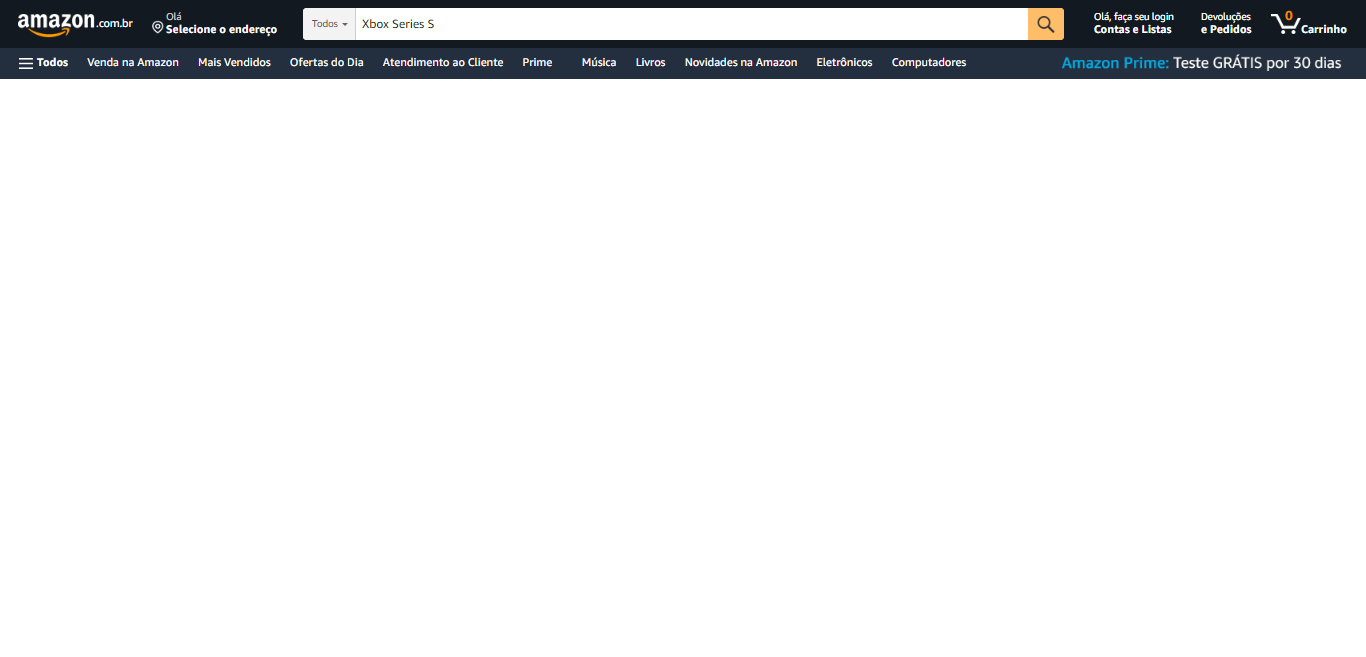 amazon.com.br
Olá
Selecione o endereço
Todos
Xbox Series S
Olá, faça seu login
Contas e Listas
Devoluções
e Pedidos
0
Carrinho
Todos
Venda na Amazon
Mais Vendidos
Ofertas do Dia
Atendimento ao Cliente
Prime
Música
Livros
Novidades na Amazon
Eletrônicos
Computadores
Amazon Prime: Teste GRÁTIS por 30 dias